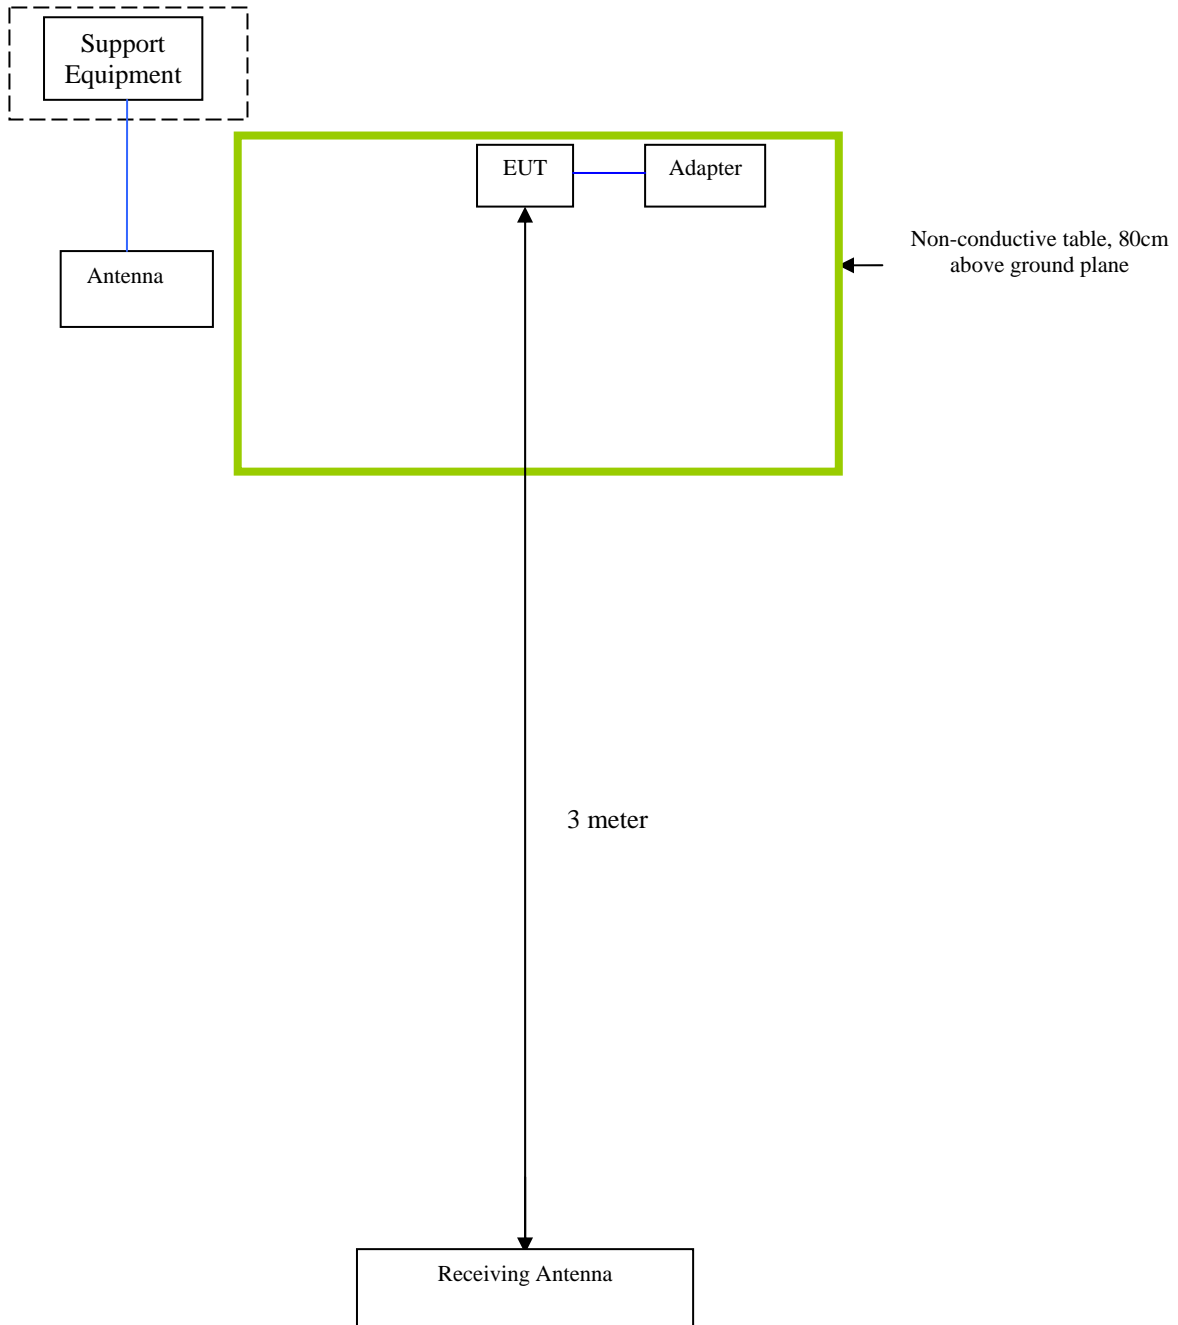 Support
Equipment
EUT
Adapter
Non-conductive table, 80cm
above ground plane
Antenna
3 meter
Receiving Antenna